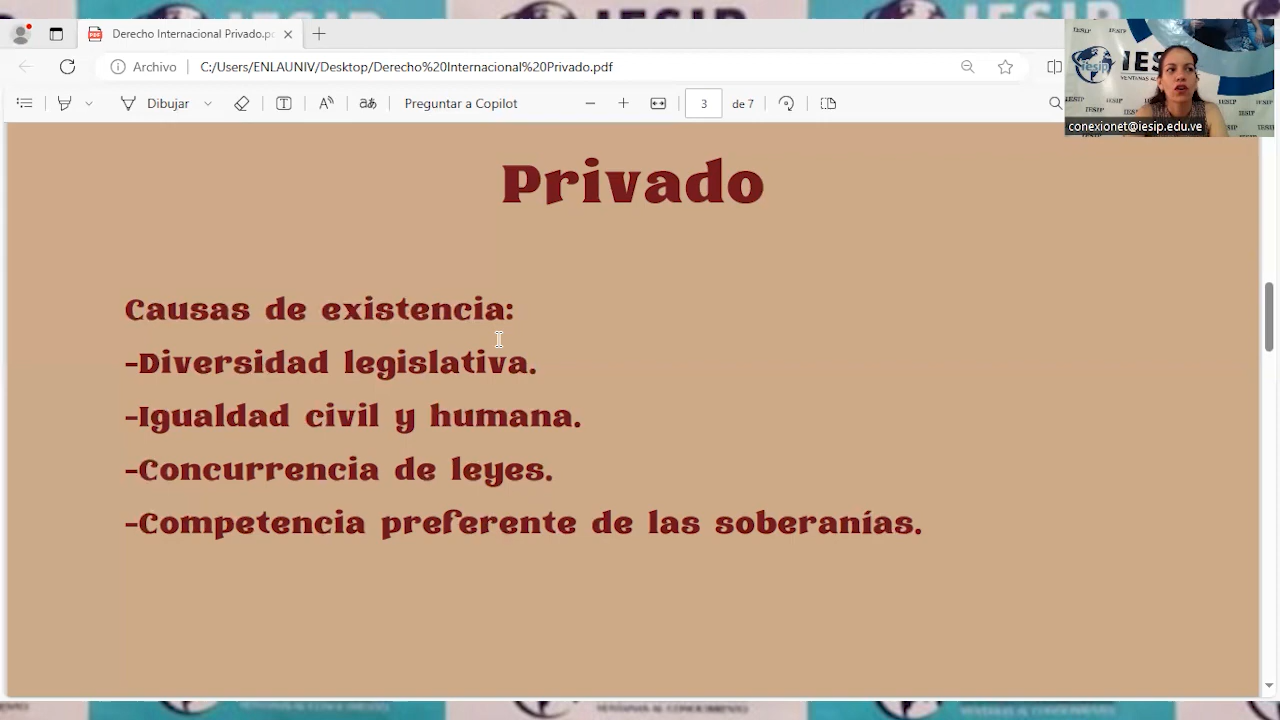 Derecho Internacional Privado.pd
Archivo
C:/Users/ENLAUNIV/Desktop/Derecho%20Internacional%20Privado.pdf
Dibujar
Preguntar a Copilot
3
de 7
IESIP
conexionet@iesip.edu.ve
Privado
Causas de existencia:
-Diversidad legislativa.
-Igualdad civil y humana.
-Concurrencia de leyes.
-Competencia preferente de las soberanías.